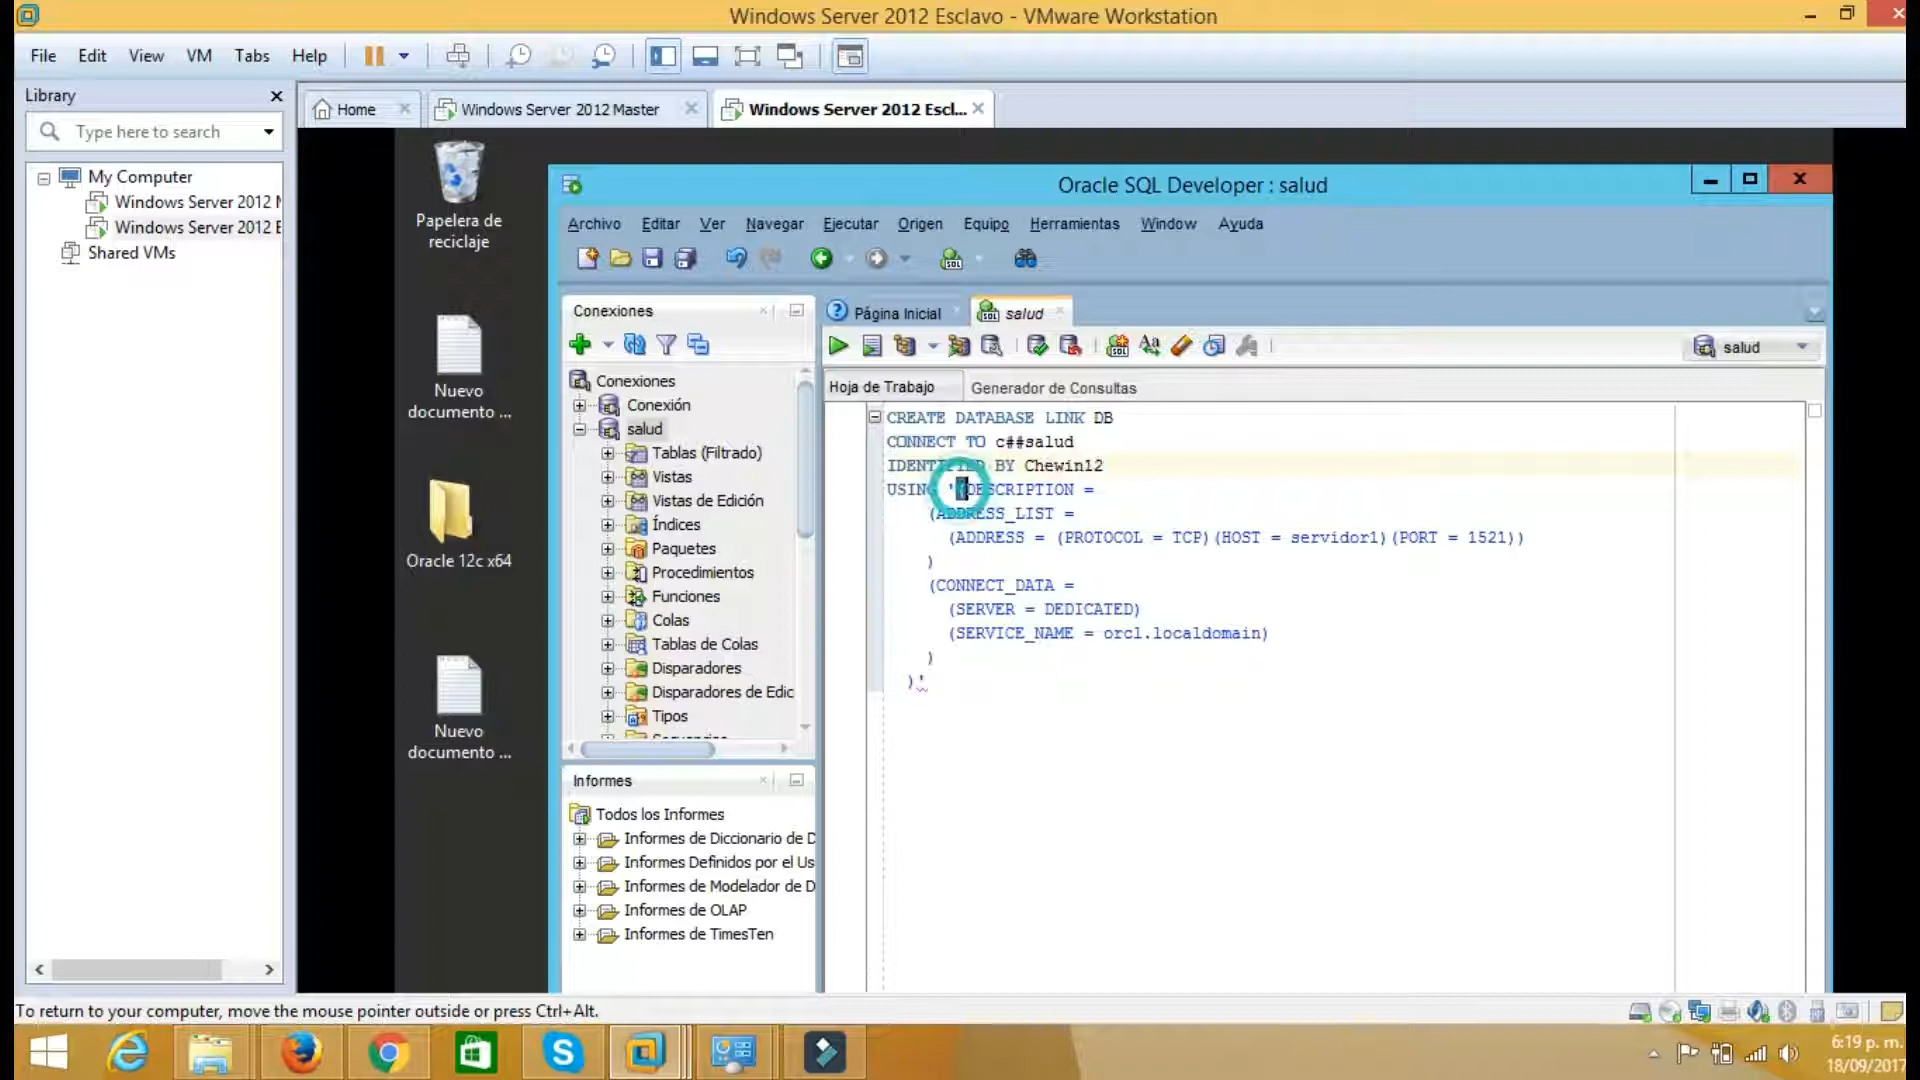 Windows Server 2012 Esclavo - VMware Workstation
File Edit View VM Tabs Help
Library
Type here to search
My Computer
Windows Server 2012 M
Windows Server 2012 E
Shared VMs
Home
Windows Server 2012 Master
Windows Server 2012 Escl...
Papelera de
reciclaje
Nuevo
documento ...
Oracle 12c x64
Nuevo
documento ...
Oracle SQL Developer : salud
Archivo Editar Ver Navegar Ejecutar Origen Equipo Herramientas Window Ayuda
Conexiones
Conexiones
Conexión
salud
Tablas (Filtrado)
Vistas
Vistas de Edición
Índices
Paquetes
Procedimientos
Funciones
Colas
Tablas de Colas
Disparadores
Disparadores de Edic
Tipos
Informes
Todos los Informes
Informes de Diccionario de D
Informes Definidos por el Us
Informes de Modelador de D
Informes de OLAP
Informes de TimesTen
Página Inicial
salud
salud
Hoja de Trabajo
Generador de Consultas
CREATE DATABASE LINK DB
CONNECT TO c##salud
IDENTIFIED BY Chewin12
USING '(DESCRIPTION =
(ADDRESS_LIST =
(ADDRESS = (PROTOCOL = TCP)(HOST = servidor1)(PORT = 1521))
)
(CONNECT_DATA =
(SERVER = DEDICATED)
(SERVICE_NAME = orcl.localdomain)
)
)'
To return to your computer, move the mouse pointer outside or press Ctrl+Alt.
6:19 p. m.
18/09/2017